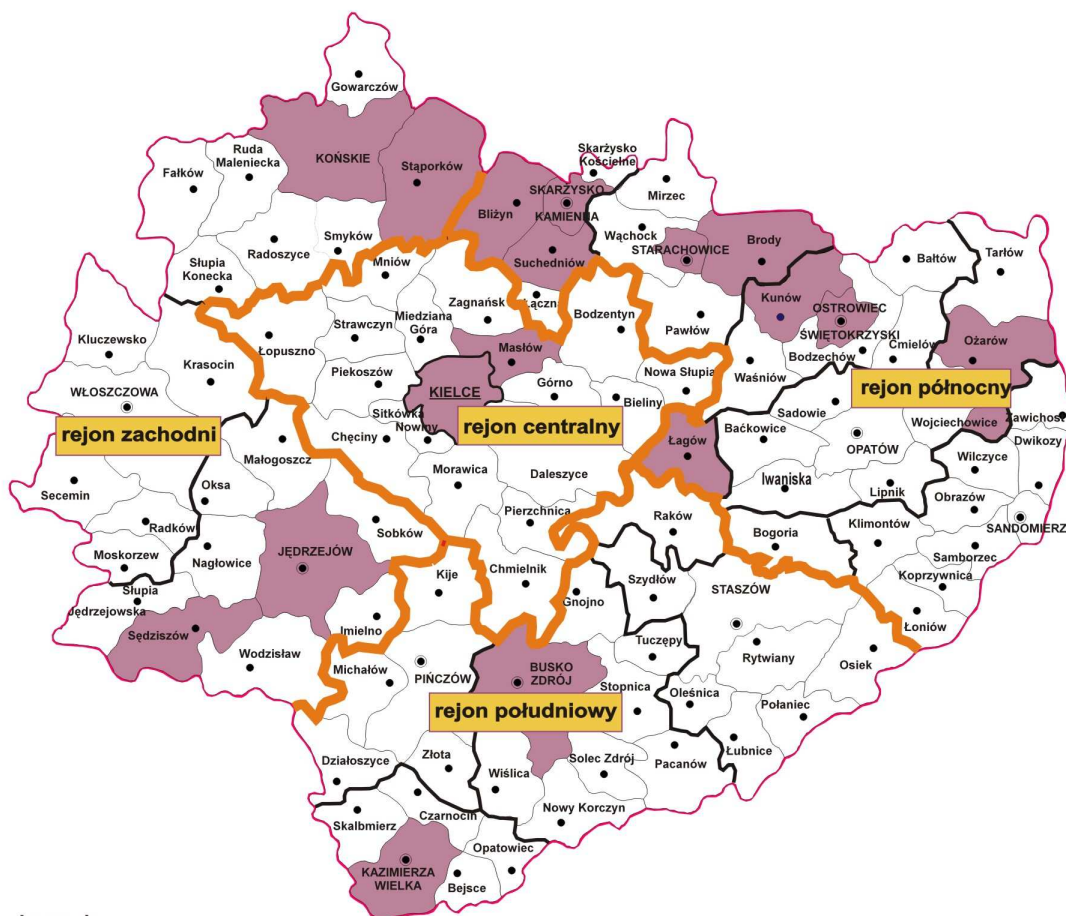 Gowarczów
Ruda
Maleniecka
KOŃSKIE
Skarżysko
Kościelne
Fałków
Stąporków
SKARŻYSKO
KAMIENNA
Mirzec
Bliżyn
Smyków
Wąchock
Brody
Radoszyce
STARACHOWICE
Bałtów
Tarłów
Słupia
Konecka
Mniów
Suchedniów
Zagnańsk
Łączna
Kunów
OSTROWIEC
ŚWIĘTOKRZYSKI
Strawczyn
Miedziana
Góra
Bodzentyn
Pawłów
Kluczewsko
Krasocin
Łopuszno
Masłów
Bodzechów
Ćmielów
Ożarów
Piekoszów
Górno
Nowa Słupia
Waśniów
WŁOSZCZOWA
KIELCE
Bieliny
rejon północny
Sitkówka
Nowiny
rejon zachodni
rejon centralny
Sadowie
Wojciechowice
Zawichost
Chęciny
Łagów
Baćkowice
OPATÓW
Dwikozy
Małogoszcz
Morawica
Daleszyce
Iwaniska
Wilczyce
Secemin
Oksa
Lipnik
Obrazów
Pierzchnica
Radków
Sobków
Raków
Bogoria
Klimontów
SANDOMIERZ
Moskorzew
Nagłowice
JĘDRZEJÓW
Samborzec
Słupia
Jędrzejowska
Kije
Chmielnik
Szydłów
STASZÓW
Koprzywnica
Gnojno
Sędziszów
Imielno
Łoniów
Wodzisław
Michałów
PIŃCZÓW
BUSKO
ZDRÓJ
Tuczępy
Rytwiany
Osiek
Stopnica
Oleśnica
Połaniec
rejon południowy
Działoszyce
Złota
Wiślica
Solec Zdrój
Pacanów
Łubnice
Skalbmierz
Czarnocin
Nowy Korczyn
Opatowiec
KAZIMIERZA
WIELKA
Bejsce